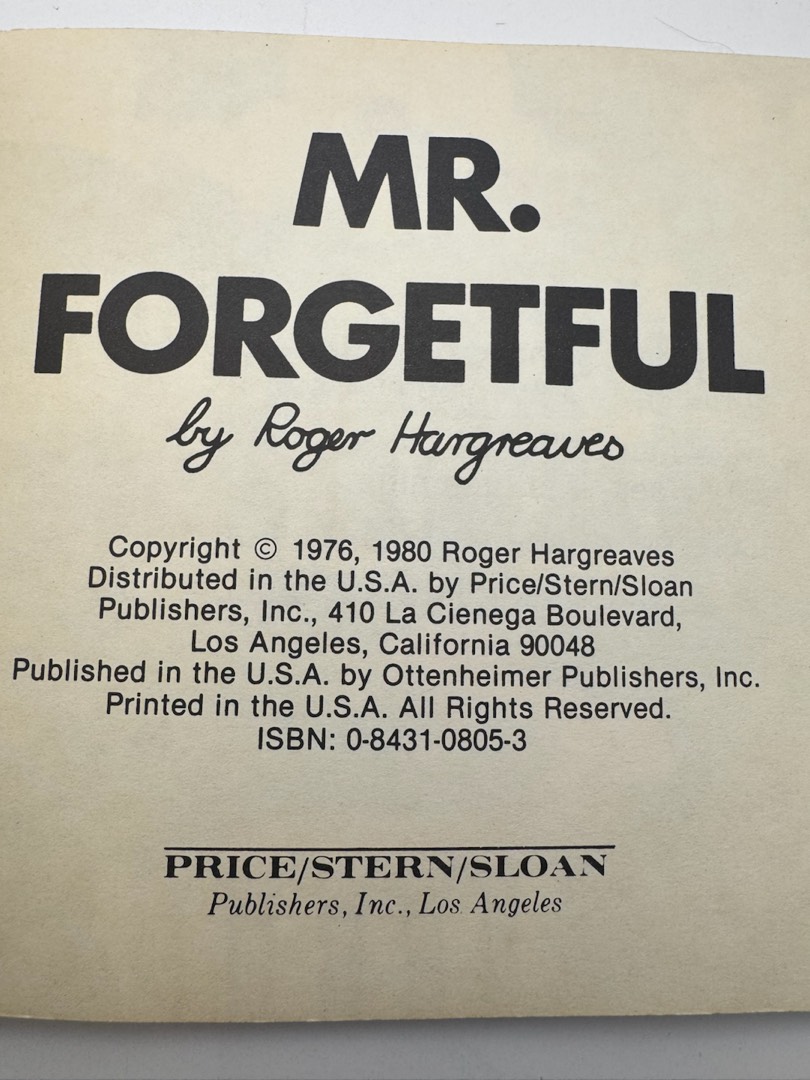 MR.
FORGETFUL
by Roger Hargreaves
Copyright © 1976, 1980 Roger Hargreaves
Distributed in the U.S.A. by Price/Stern/Sloan
Publishers, Inc., 410 La Cienega Boulevard,
Los Angeles, California 90048
Published in the U.S.A. by Ottenheimer Publishers, Inc.
Printed in the U.S.A. All Rights Reserved.
ISBN: 0-8431-0805-3
PRICE/STERN/SLOAN
Publishers, Inc., Los Angeles